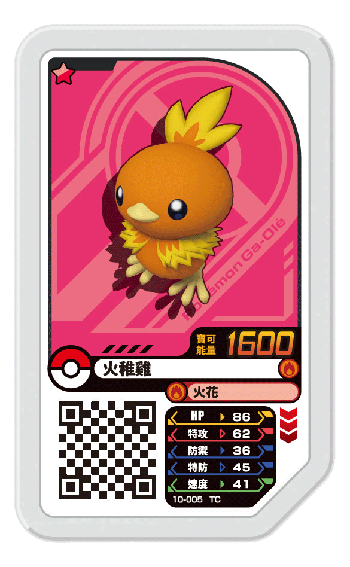 Pokémon Ga-Olé
寶可能量 1600
火稚雞
火花
HP 86
特攻 62
防禦 36
特防 45
速度 41
10-005 TC